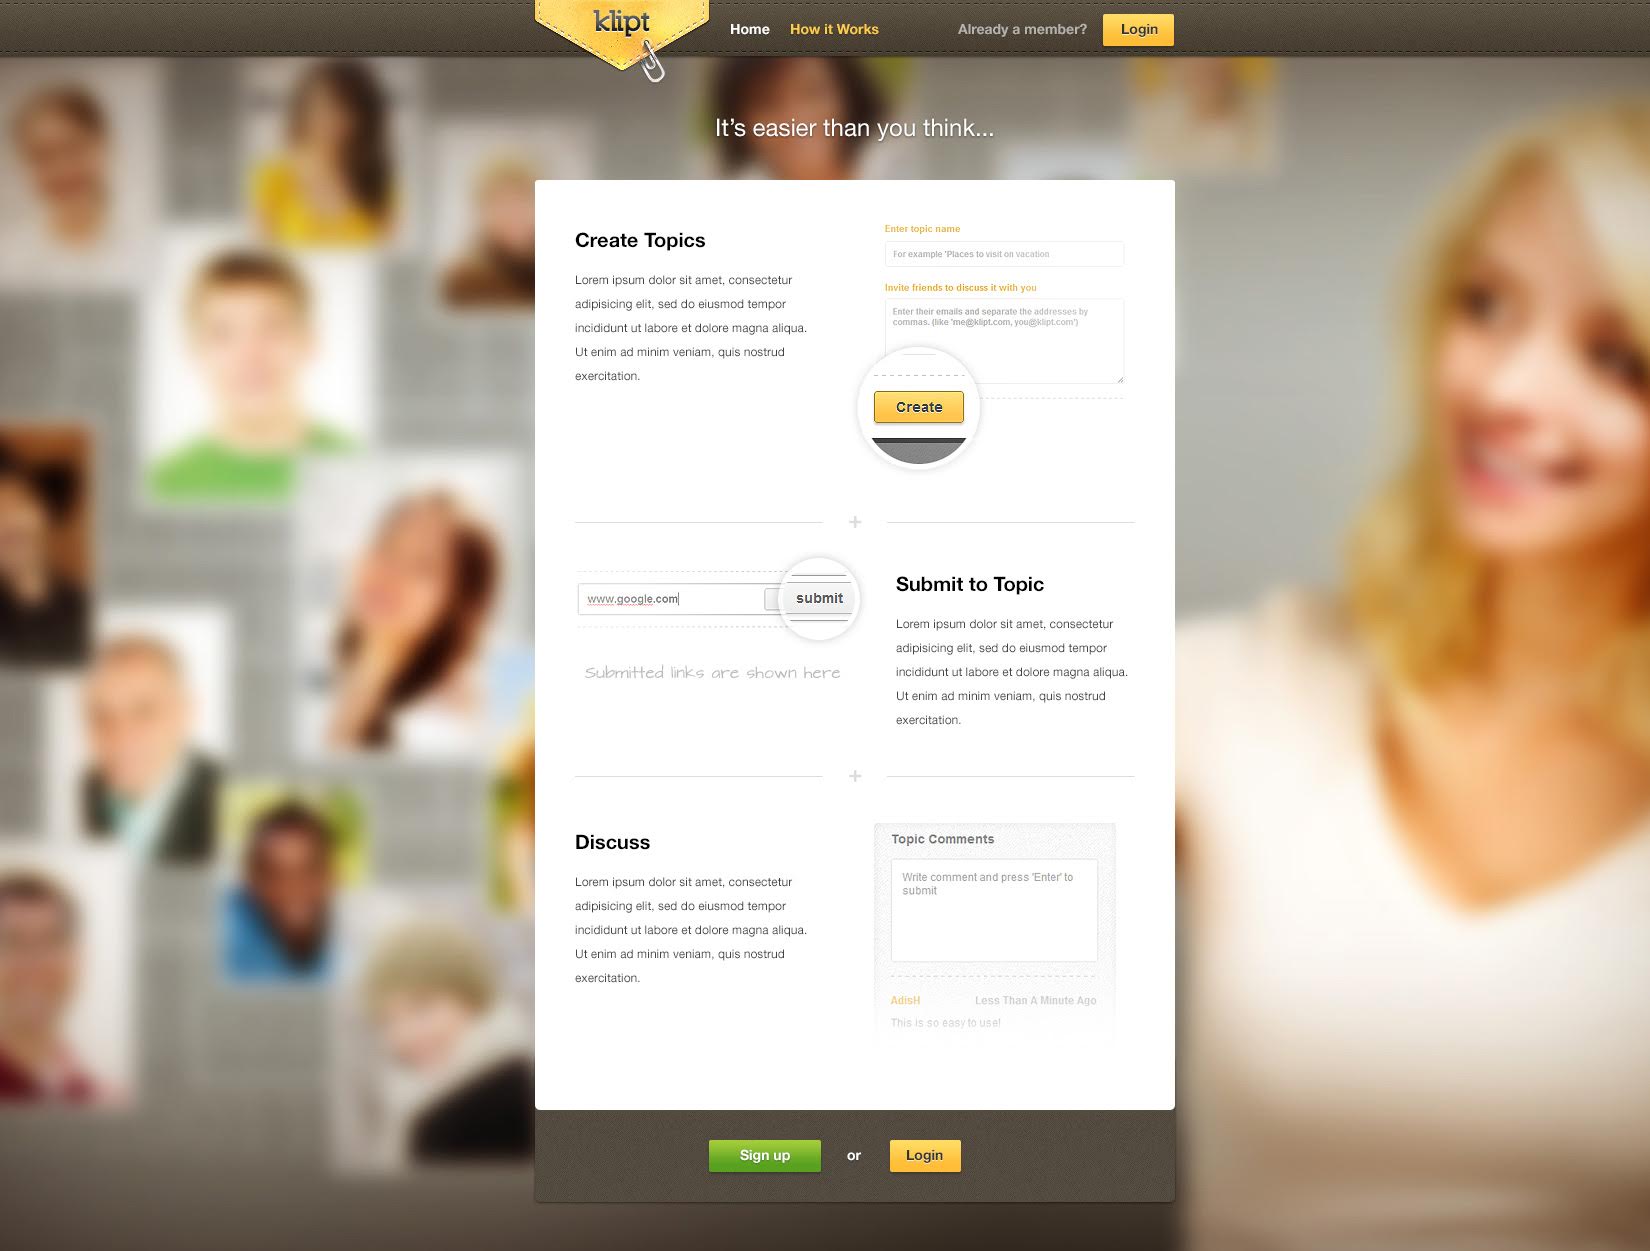 klipt
Home
How it Works
Already a member?
Login
It's easier than you think...
Create Topics
Lorem ipsum dolor sit amet, consectetur
adipisicing elit, sed do eiusmod tempor
incididunt ut labore et dolore magna aliqua.
Ut enim ad minim veniam, quis nostrud
exercitation.
Enter topic name
For example 'Places to visit on vacation
Invite friends to discuss it with you
Enter their emails and separate the addresses by
commas. (like 'me@klipt.com, you@klipt.com')
Create
+
www.google.com
submit
Submitted links are shown here
Submit to Topic
Lorem ipsum dolor sit amet, consectetur
adipisicing elit, sed do eiusmod tempor
incididunt ut labore et dolore magna aliqua.
Ut enim ad minim veniam, quis nostrud
exercitation.
+
Discuss
Lorem ipsum dolor sit amet, consectetur
adipisicing elit, sed do eiusmod tempor
incididunt ut labore et dolore magna aliqua.
Ut enim ad minim veniam, quis nostrud
exercitation.
Topic Comments
Write comment and press 'Enter' to
submit
AdisH
Less Than A Minute Ago
This is so easy to use!
Sign up
or
Login